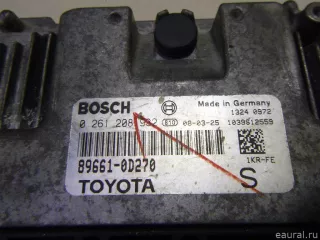 BOSCH
Made in Germany
0 261 208
08-03-25
1324 0972
1039S12559
89661-0D270
1KR-FE
TOYOTA
S
© eaural.ru